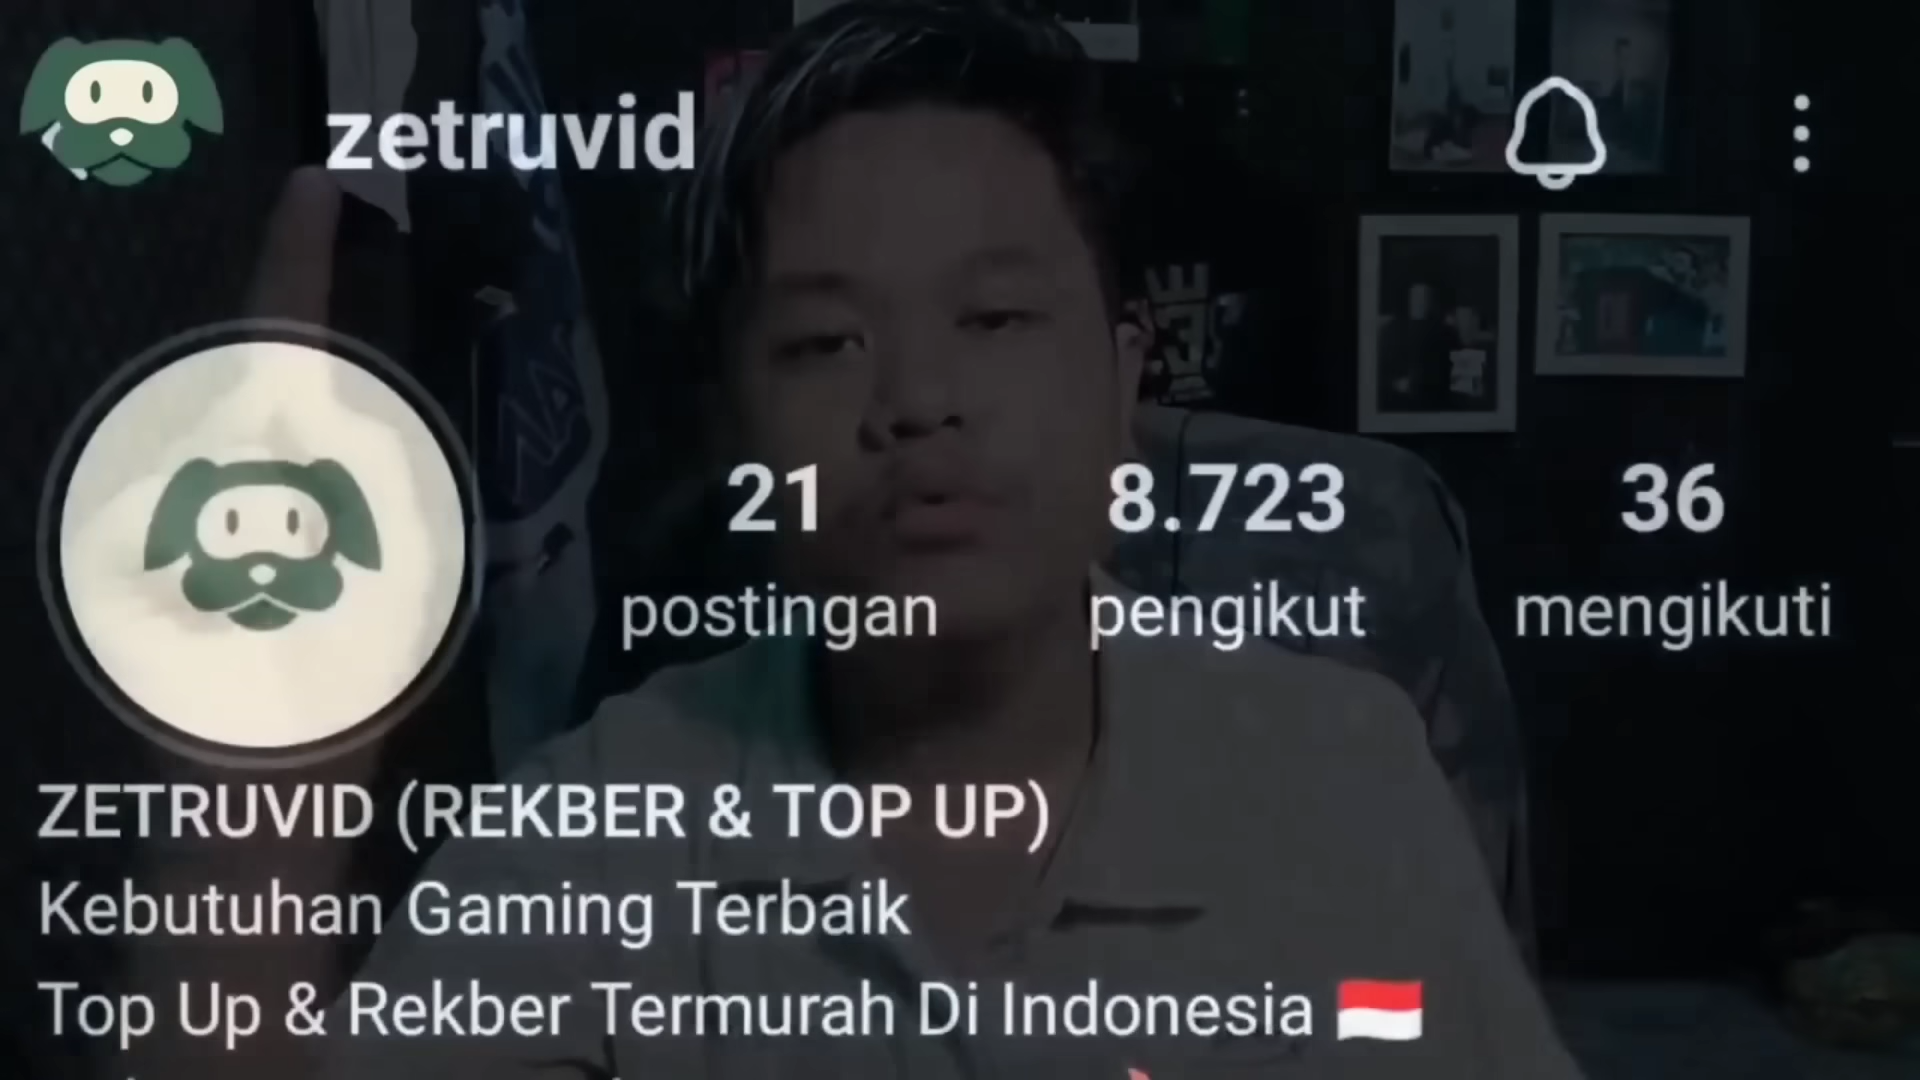 zetruvid
21 8.723 36
postingan pengikut mengikuti
ZETRUVID (REKBER & TOP UP)
Kebutuhan Gaming Terbaik
Top Up & Rekber Termurah Di Indonesia 🇮🇩